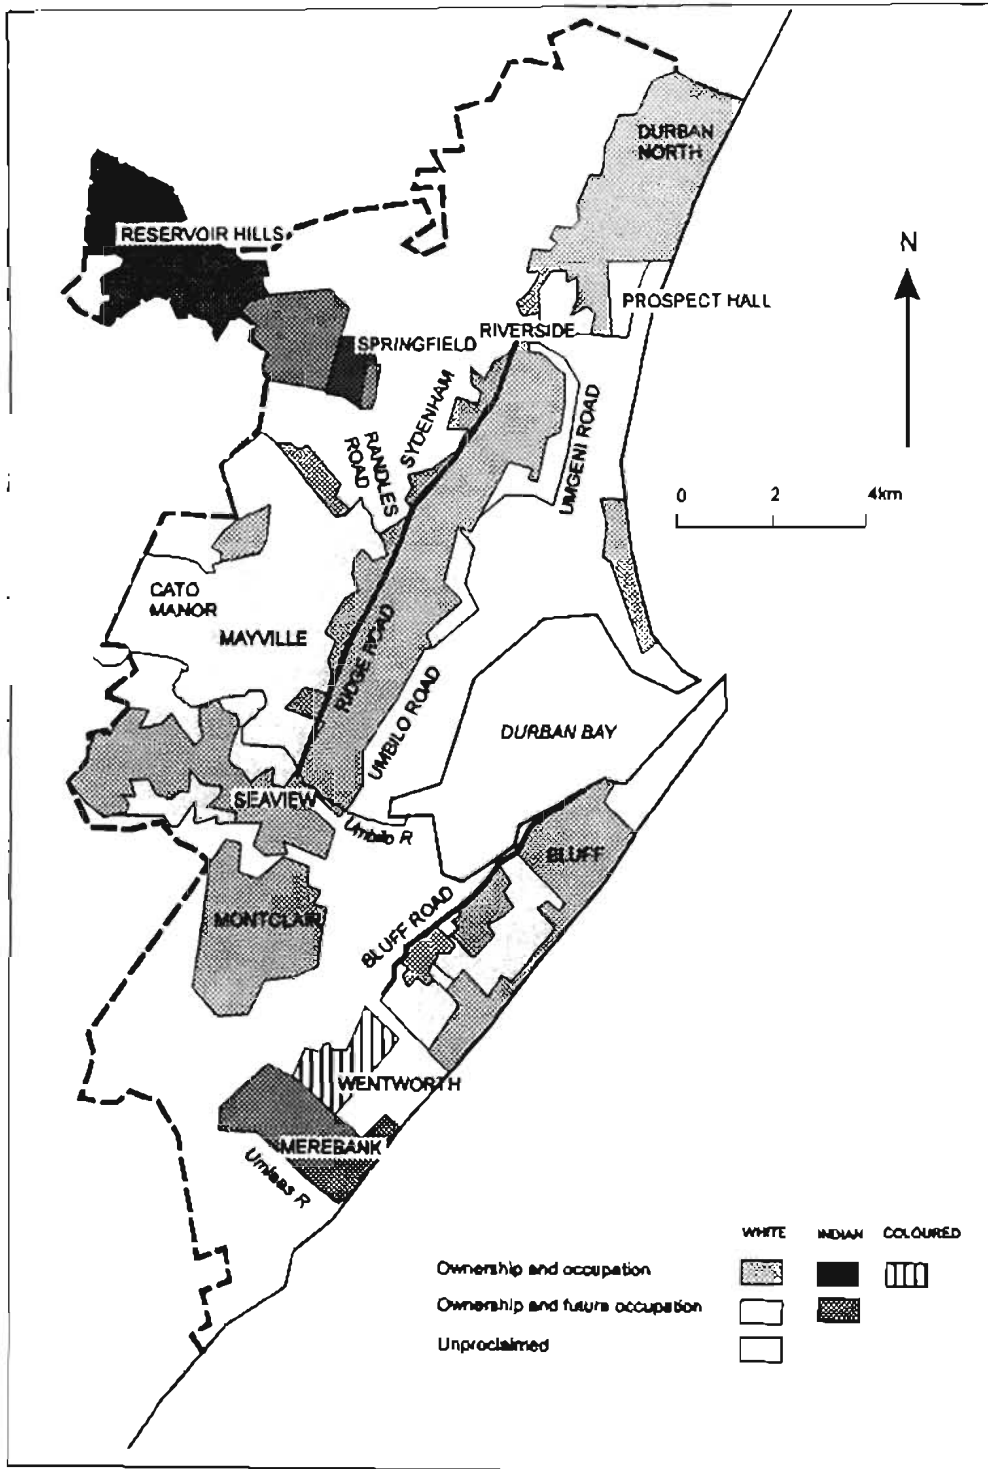 DURBAN
NORTH
RESERVOIR HILLS
N
PROSPECT HALL
RIVERSIDE
SPRINGFIELD
SYDENHAM
RANDLES
ROAD
UMGENI ROAD
0 2 4km
CATO
MANOR
MAYVILLE
RIDGE ROAD
UMBILO ROAD
DURBAN BAY
SEAVIEW
Umbilo R
BLUFF
MONTCLAIR
BLUFF ROAD
WENTWORTH
MEREBANK
Umlaas R
WHITE INDIAN COLOURED
Ownership and occupation
Ownership and future occupation
Unproclaimed